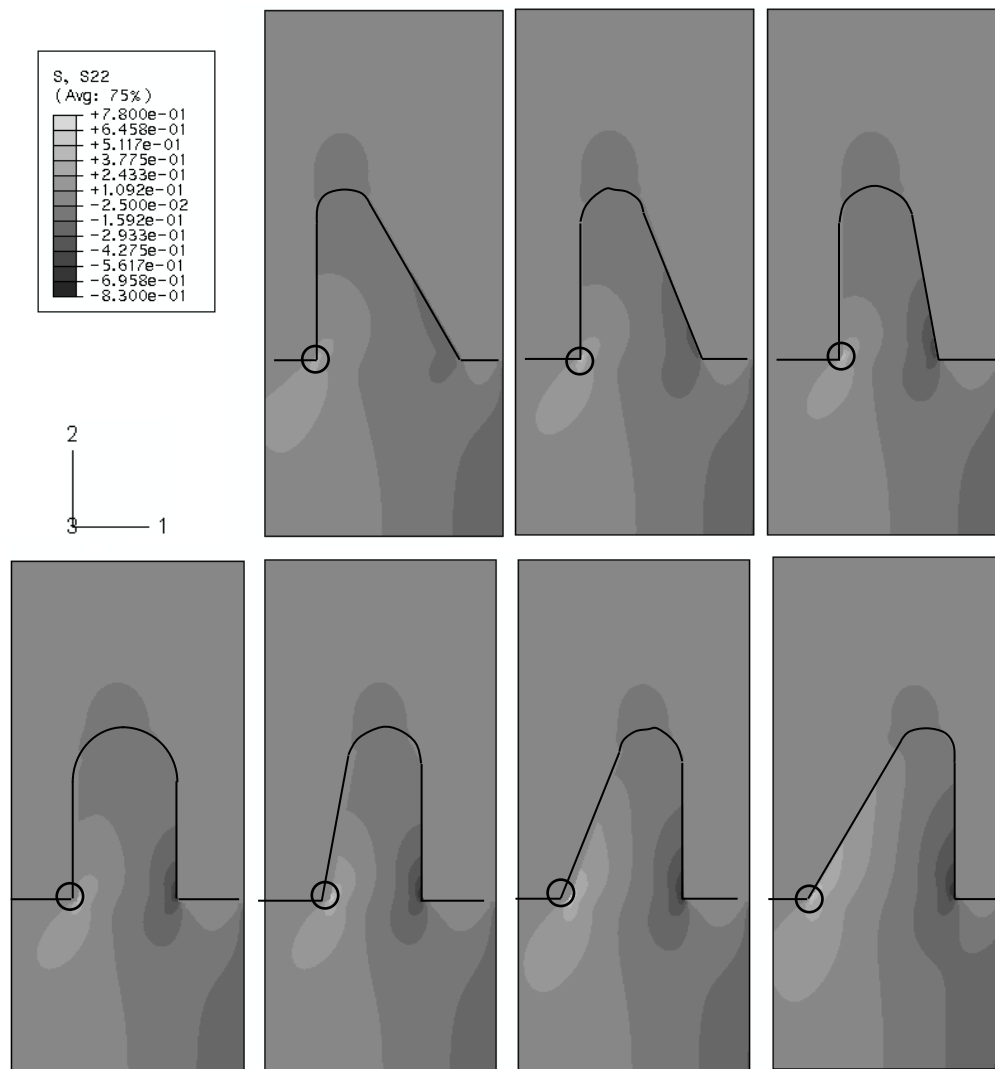 S, S22
(Avg: 75%)
+7.800e-01
+6.458e-01
+5.117e-01
+3.775e-01
+2.433e-01
+1.092e-01
-2.500e-02
-1.592e-01
-2.933e-01
-4.275e-01
-5.617e-01
-6.958e-01
-8.300e-01
2
3 1